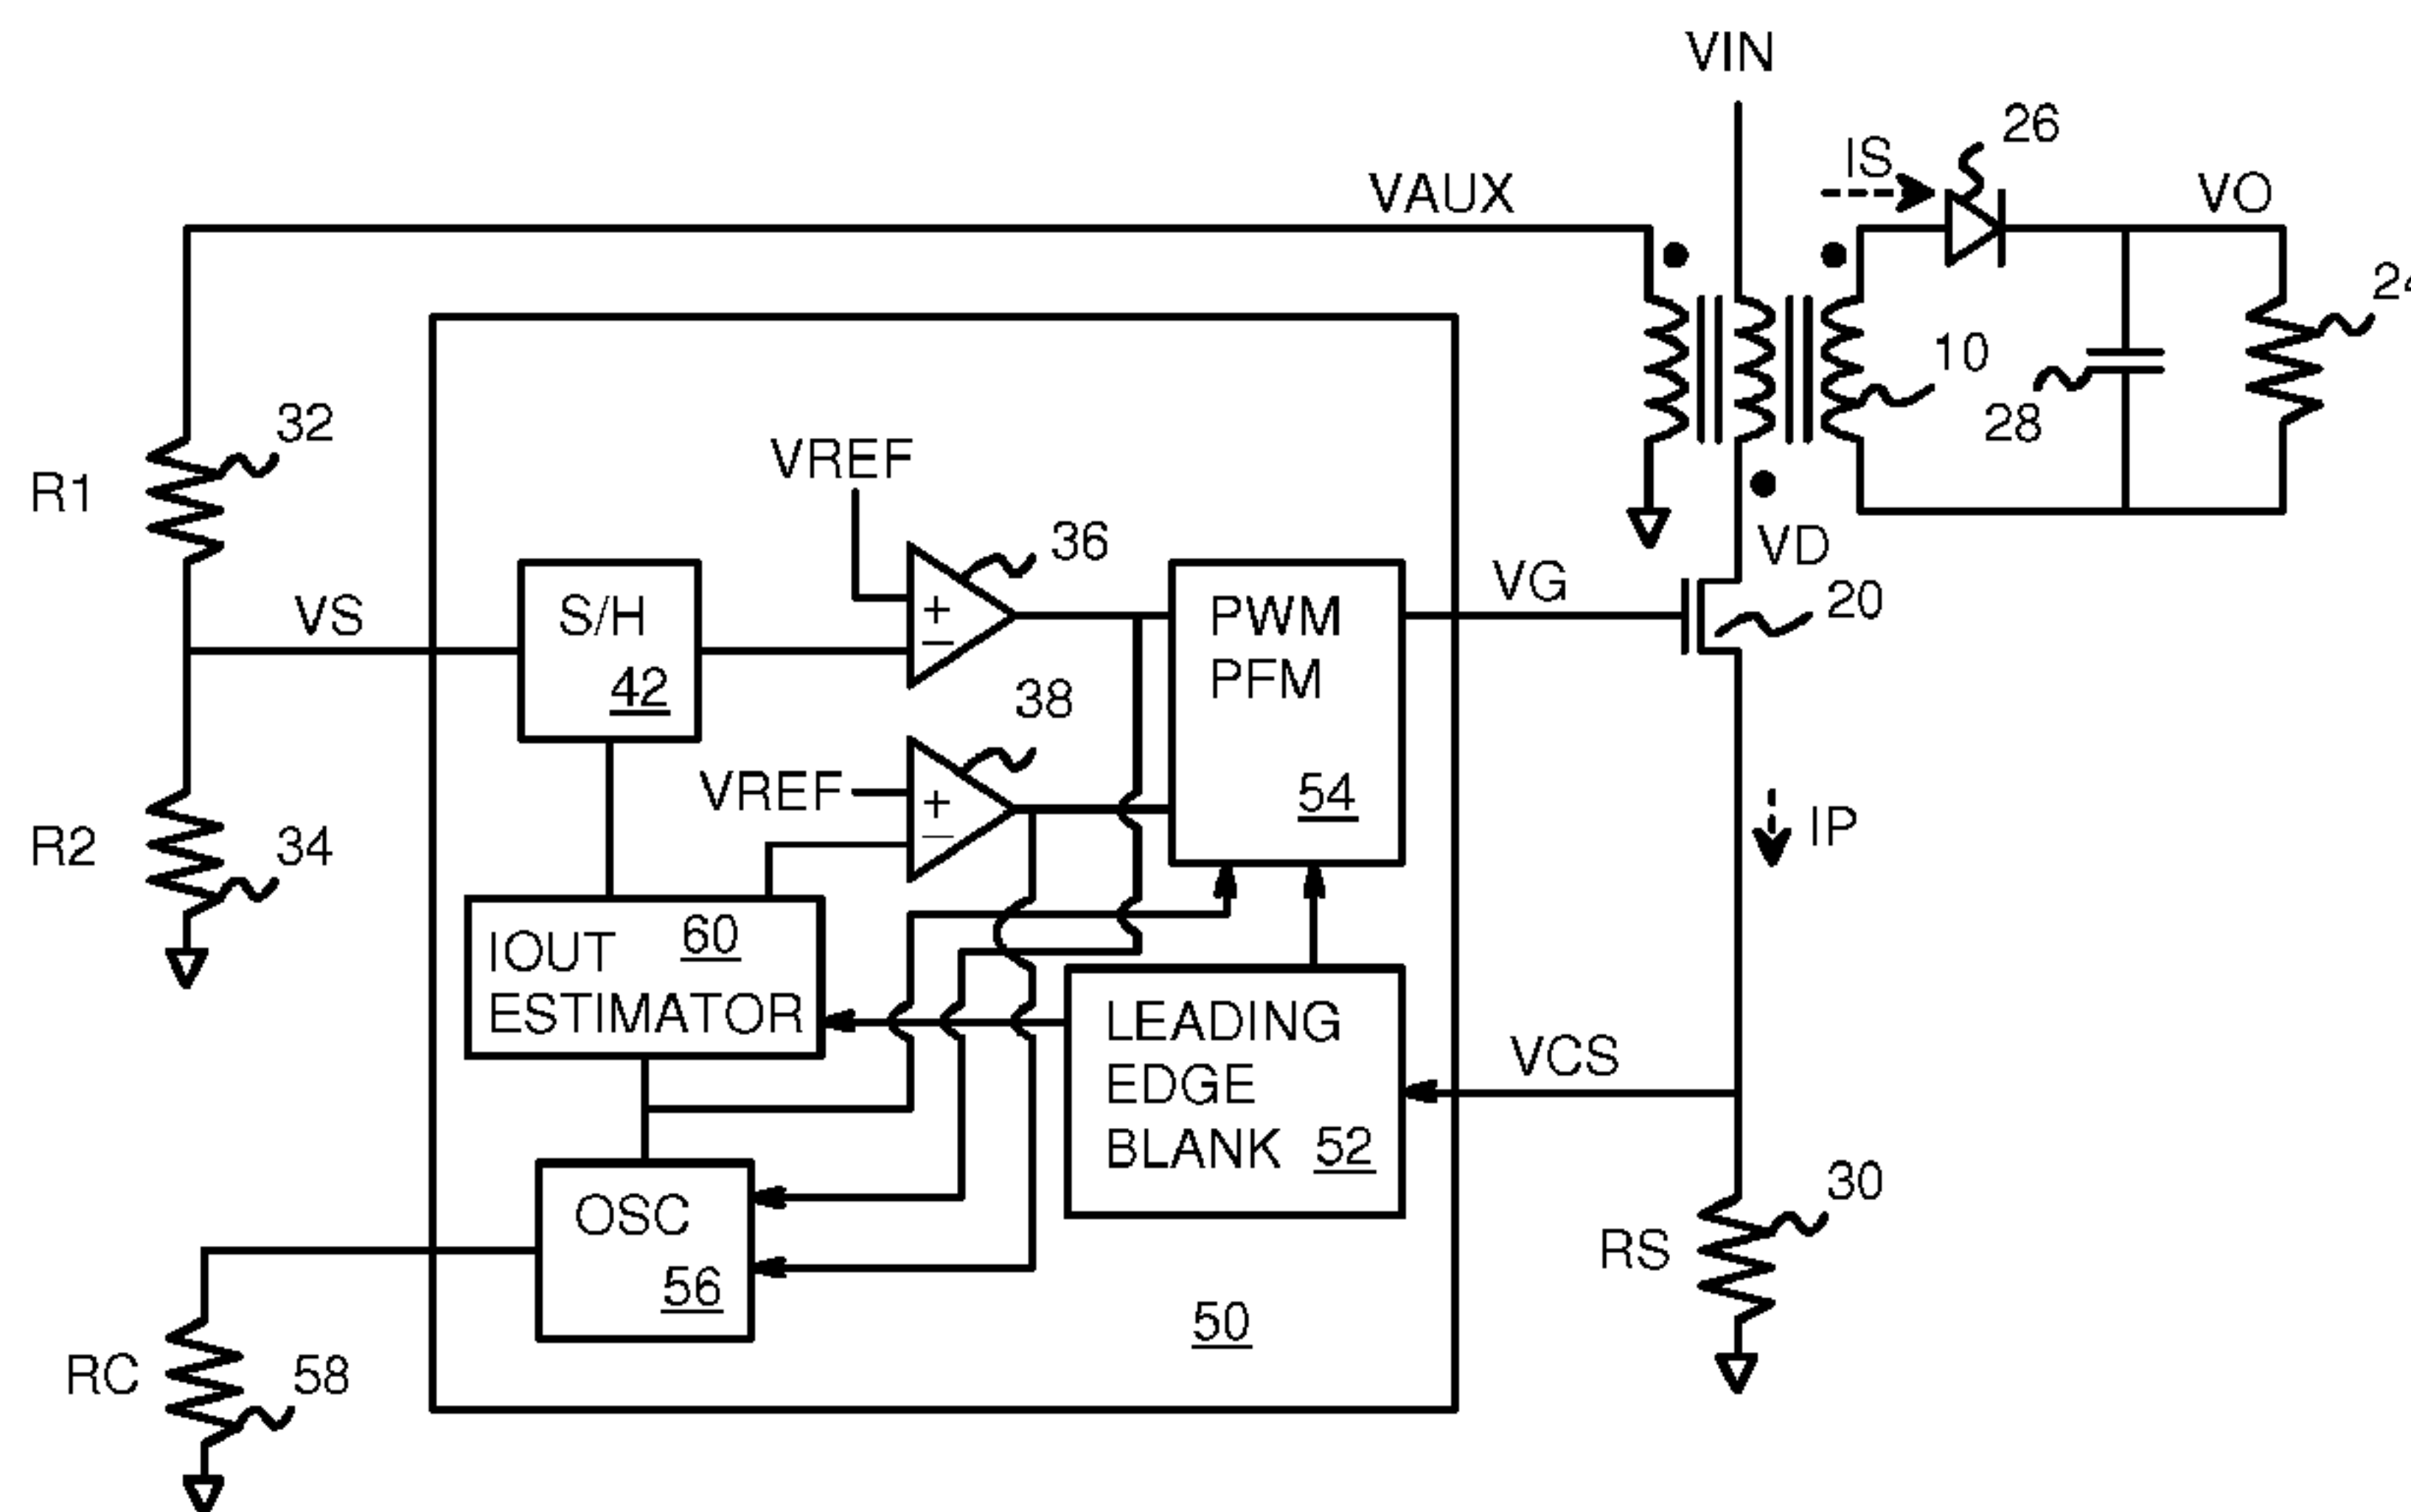 VIN
26
IS
VAUX
VO
24
10
28
32
R1
VREF
36
VD
VG
20
VS
S/H
42
+
−
PWM
PFM
54
38
VREF
+
−
R2
34
IP
IOUT
60
ESTIMATOR
LEADING
EDGE
BLANK 52
VCS
OSC
56
50
30
RS
RC
58